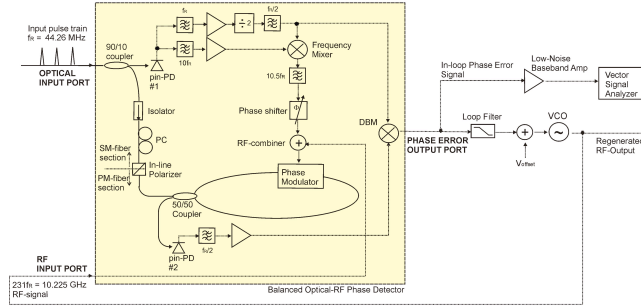 Input pulse train
fR = 44.26 MHz
OPTICAL
INPUT PORT
90/10
coupler
pin-PD
#1
fR
10fR
÷ 2
fR/2
Frequency
Mixer
10.5fR
Phase shifter
Φ
RF-combiner
Phase
Modulator
Isolator
PC
SM-fiber
section
In-line
Polarizer
PM-fiber
section
50/50
Coupler
pin-PD
#2
fR/2
DBM
PHASE ERROR
OUTPUT PORT
In-loop Phase Error
Signal
Low-Noise
Baseband Amp
Vector
Signal
Analyzer
Loop Filter
VCO
Voffset
Regenerated
RF-Output
RF
INPUT PORT
231fR = 10.225 GHz
RF-signal
Balanced Optical-RF Phase Detector